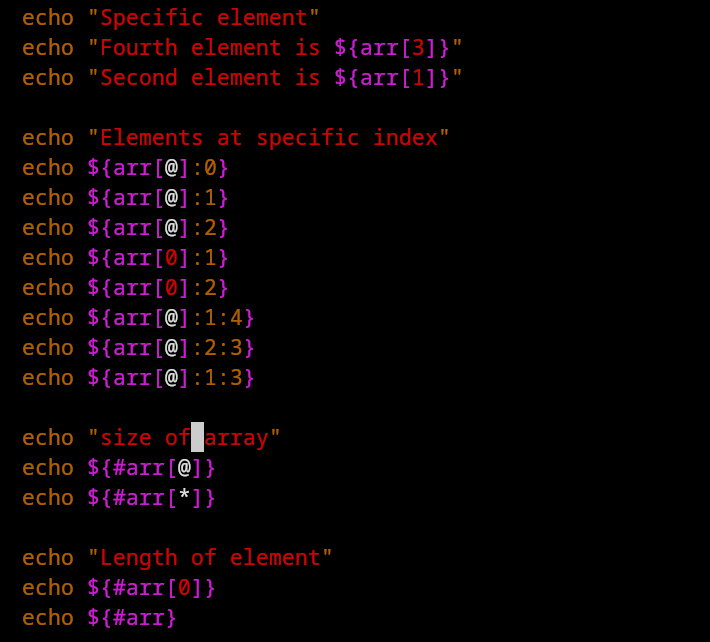 echo "Specific element"
echo "Fourth element is ${arr[3]}"
echo "Second element is ${arr[1]}"
echo "Elements at specific index"
echo ${arr[@]:0}
echo ${arr[@]:1}
echo ${arr[@]:2}
echo ${arr[0]:1}
echo ${arr[0]:2}
echo ${arr[@]:1:4}
echo ${arr[@]:2:3}
echo ${arr[@]:1:3}
echo "size of array"
echo ${#arr[@]}
echo ${#arr[*]}
echo "Length of element"
echo ${#arr[0]}
echo ${#arr}